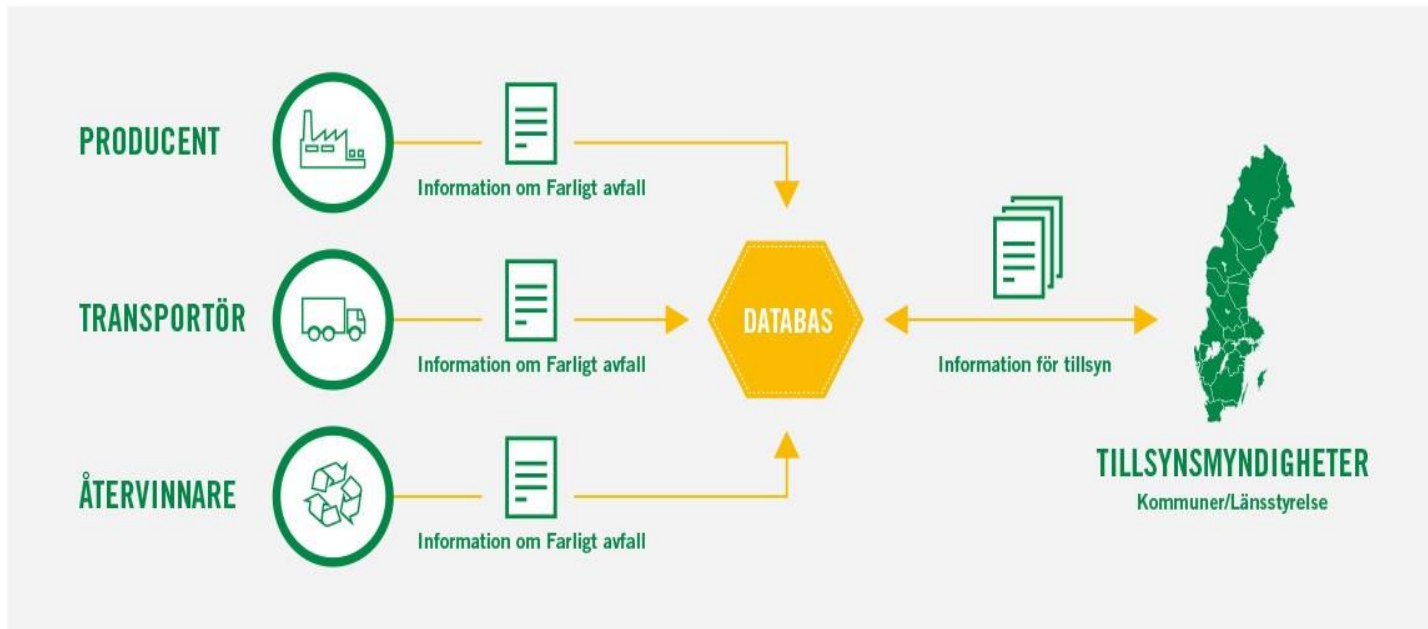 PRODUCENT
Information om Farligt avfall
TRANSPORTÖR
Information om Farligt avfall
ÅTERVINNARE
Information om Farligt avfall
DATABAS
Information för tillsyn
TILLSYNSMYNDIGHETER
Kommuner/Länsstyrelse